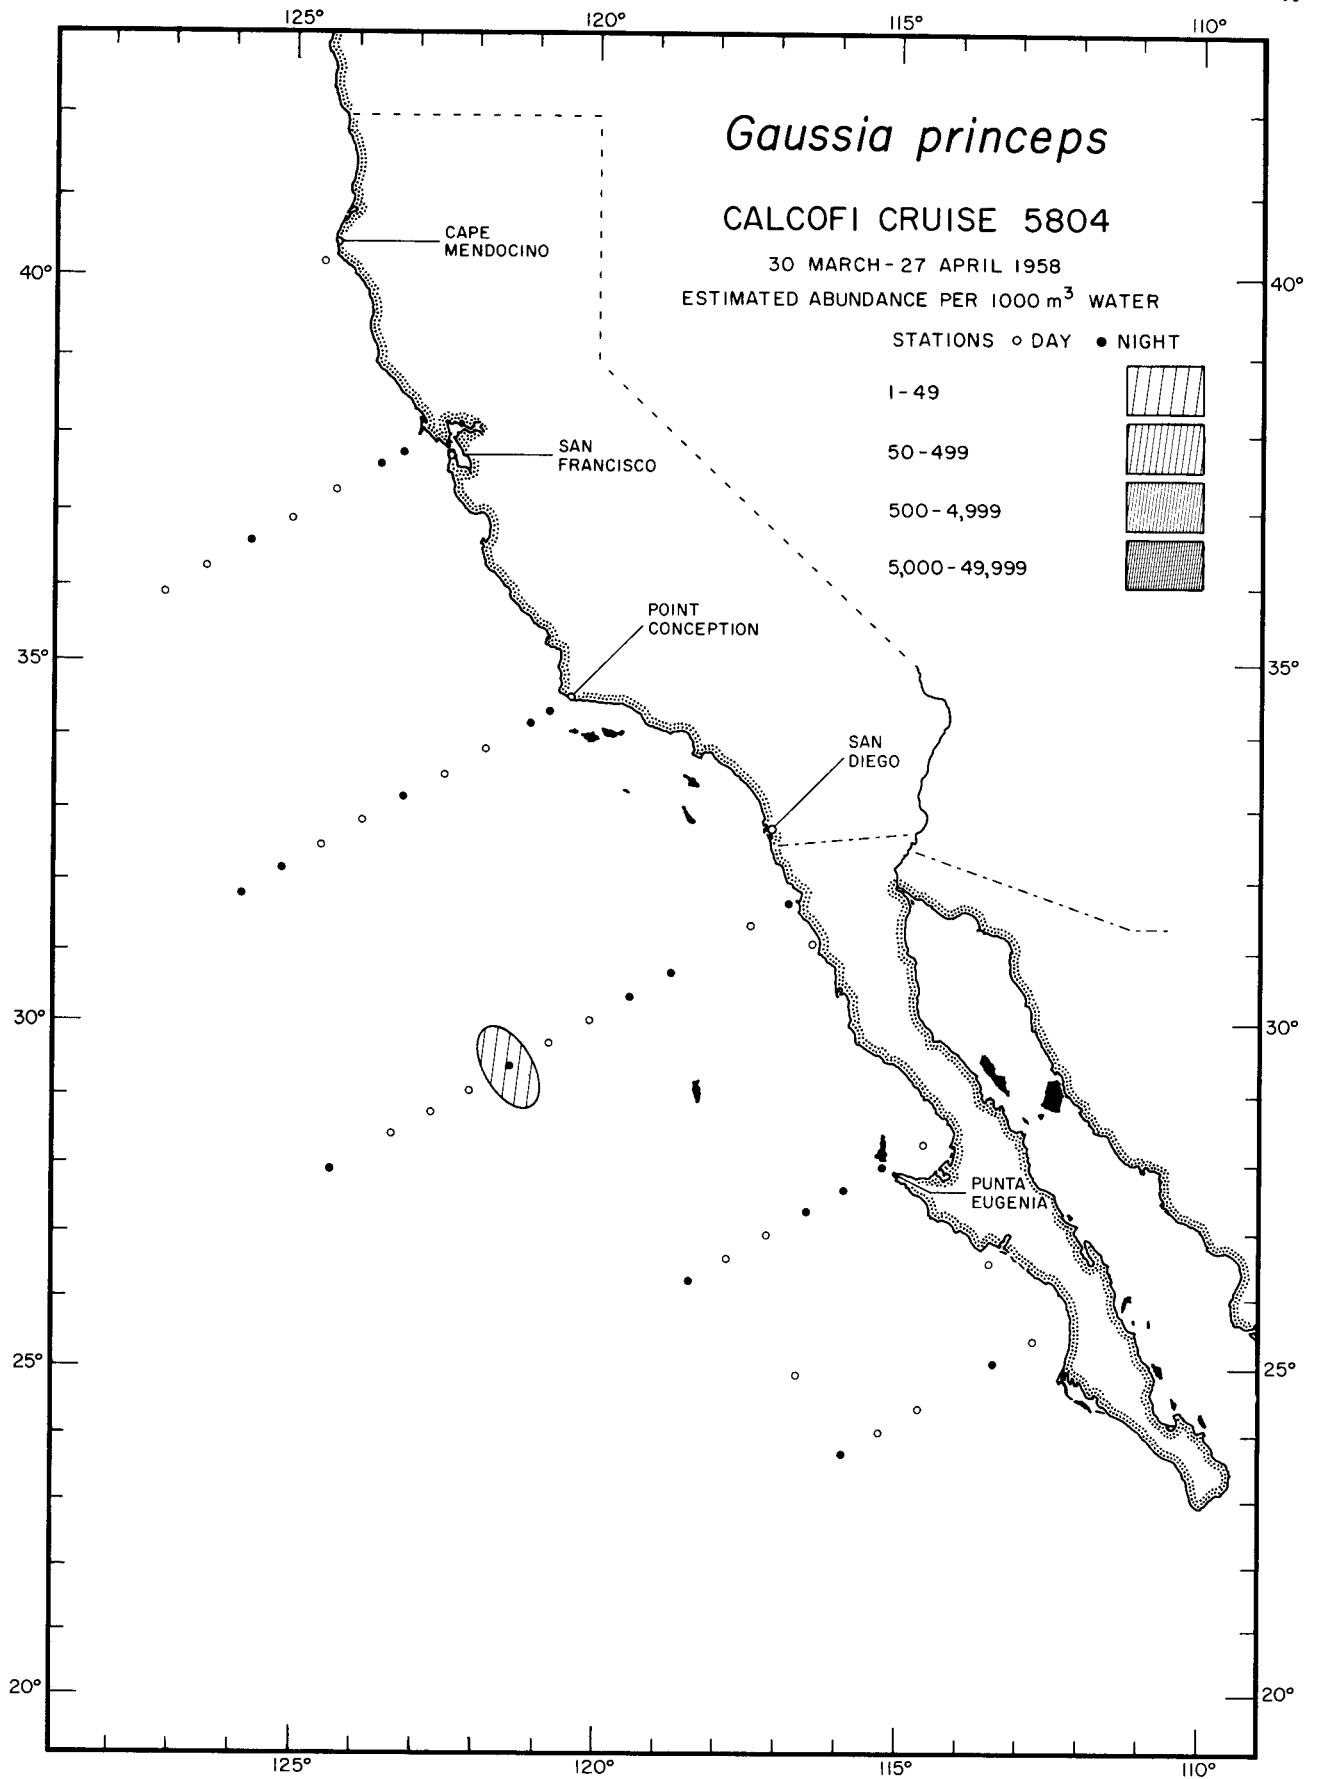 125° 120° 115° 110°
Gaussia princeps
CALCOFI CRUISE 5804
30 MARCH-27 APRIL 1958
ESTIMATED ABUNDANCE PER 1000 m³ WATER
STATIONS ○ DAY ● NIGHT
1-49
50-499
500-4,999
5,000-49,999
CAPE
MENDOCINO
40° 40°
SAN
FRANCISCO
POINT
CONCEPTION
35° 35°
SAN
DIEGO
30° 30°
PUNTA
EUGENIA
25° 25°
20° 20°
125° 120° 115° 110°